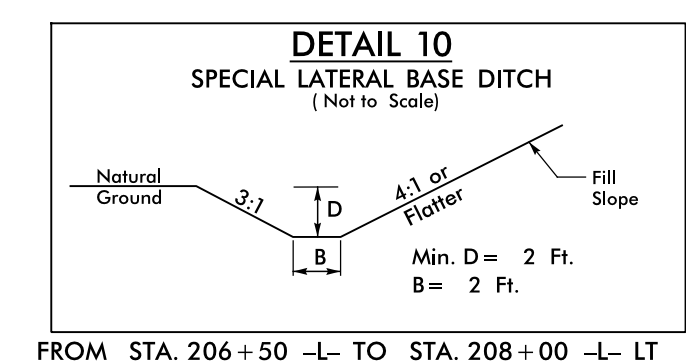 DETAIL 10
SPECIAL LATERAL BASE DITCH
( Not to Scale)
Natural
Ground
3:1
D
B
4:1 or
Flatter
Fill
Slope
Min. D = 2 Ft.
B = 2 Ft.
FROM STA. 206+50 -L- TO STA. 208+00 -L- LT